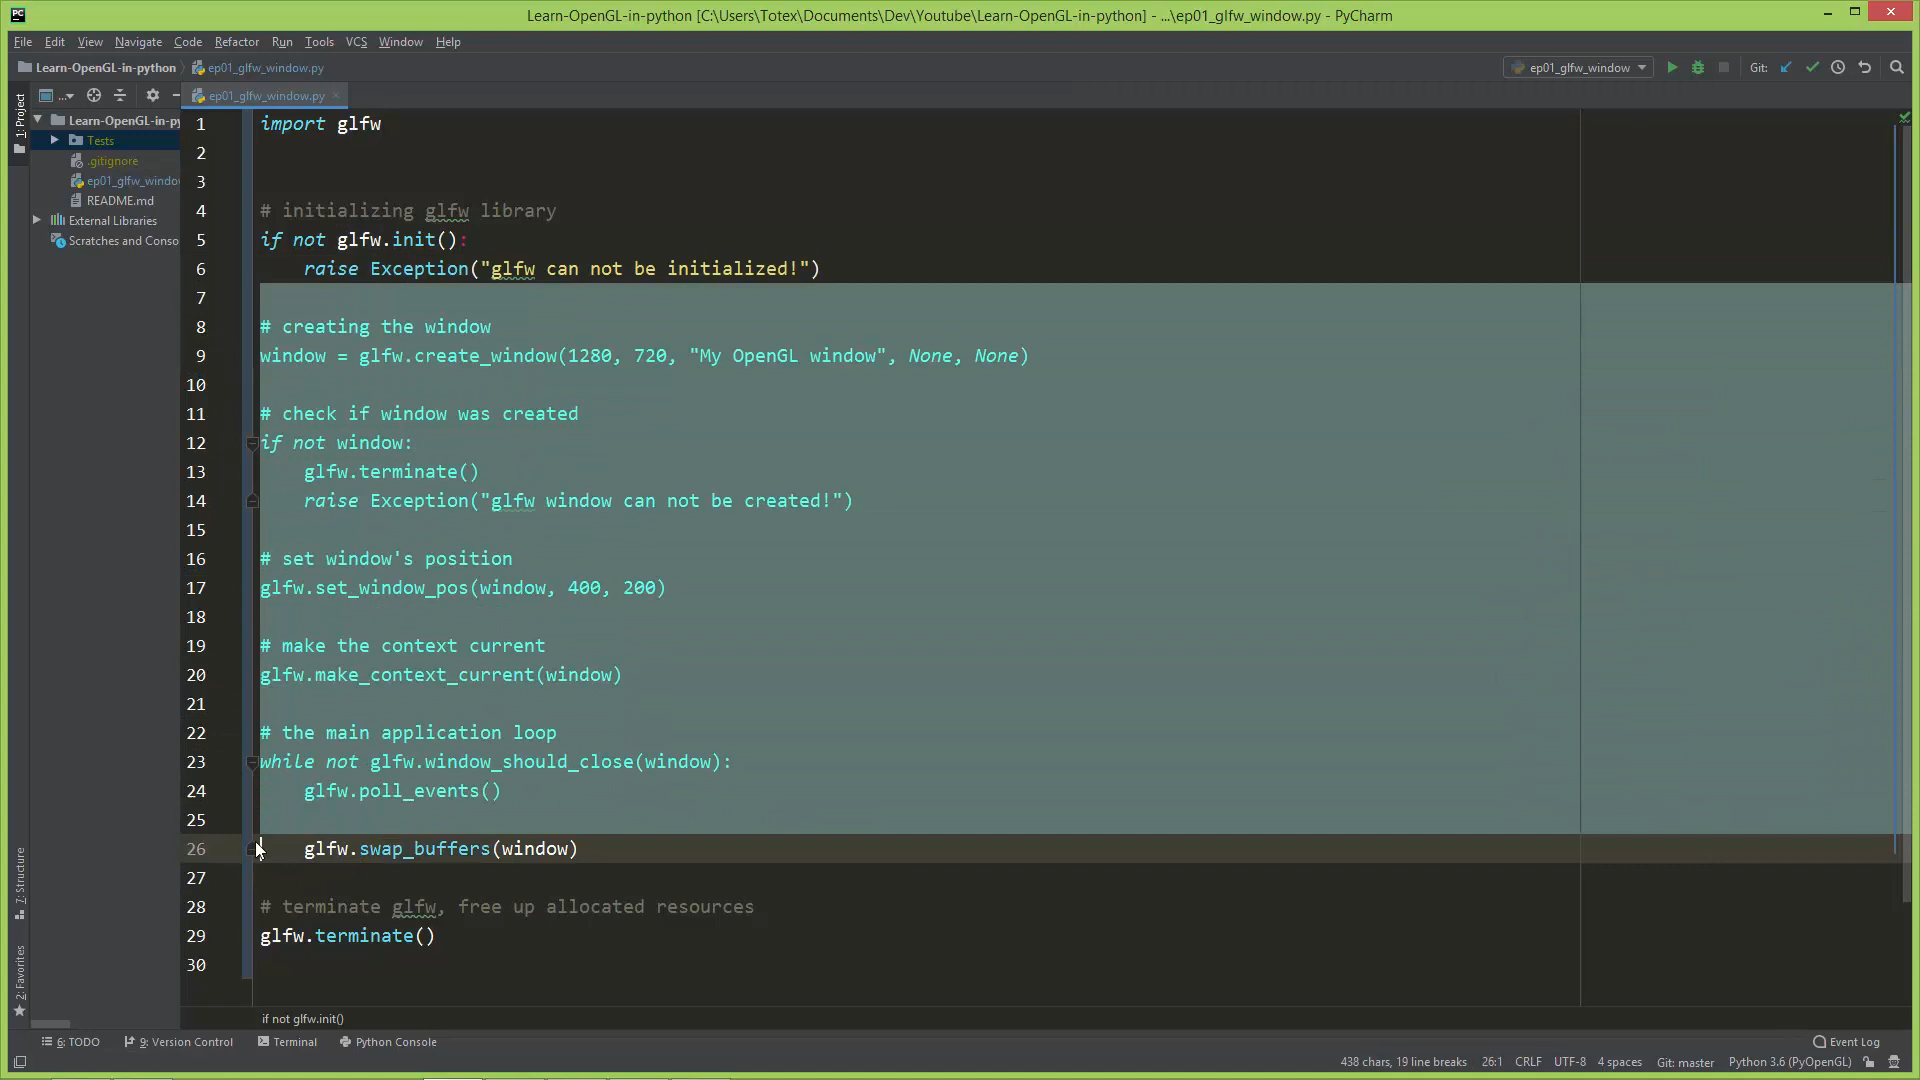 PC
Learn-OpenGL-in-python [C:\Users\Totex\Documents\Dev\Youtube\Learn-OpenGL-in-python] - ...\ep01_glfw_window.py - PyCharm
File Edit View Navigate Code Refactor Run Tools VCS Window Help
Learn-OpenGL-in-python ep01_glfw_window.py
ep01_glfw_window Git:
... ep01_glfw_window.py
1: Project
Learn-OpenGL-in-py
Tests
.gitignore
ep01_glfw_windo
README.md
External Libraries
Scratches and Conso
7: Structure
2: Favorites
1 import glfw
2
3
4 # initializing glfw library
5 if not glfw.init():
6 raise Exception("glfw can not be initialized!")
7
8 # creating the window
9 window = glfw.create_window(1280, 720, "My OpenGL window", None, None)
10
11 # check if window was created
12 if not window:
13 glfw.terminate()
14 raise Exception("glfw window can not be created!")
15
16 # set window's position
17 glfw.set_window_pos(window, 400, 200)
18
19 # make the context current
20 glfw.make_context_current(window)
21
22 # the main application loop
23 while not glfw.window_should_close(window):
24 glfw.poll_events()
25
26 glfw.swap_buffers(window)
27
28 # terminate glfw, free up allocated resources
29 glfw.terminate()
30
if not glfw.init()
6: TODO 9: Version Control Terminal Python Console Event Log
438 chars, 19 line breaks 26:1 CRLF UTF-8 4 spaces Git: master Python 3.6 (PyOpenGL)